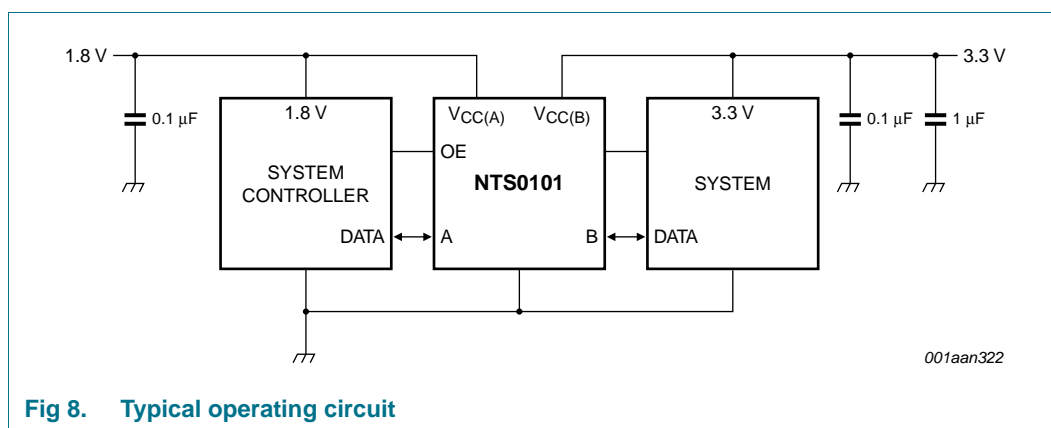 1.8 V
3.3 V
0.1 μF
1.8 V
VCC(A)
VCC(B)
3.3 V
0.1 μF
1 μF
OE
SYSTEM
CONTROLLER
NTS0101
SYSTEM
DATA
A
B
DATA
001aan322
Fig 8. Typical operating circuit